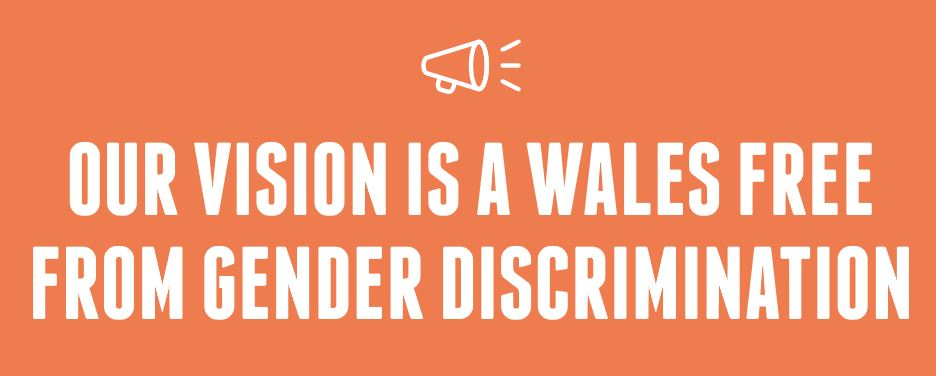 OUR VISION IS A WALES FREE
FROM GENDER DISCRIMINATION